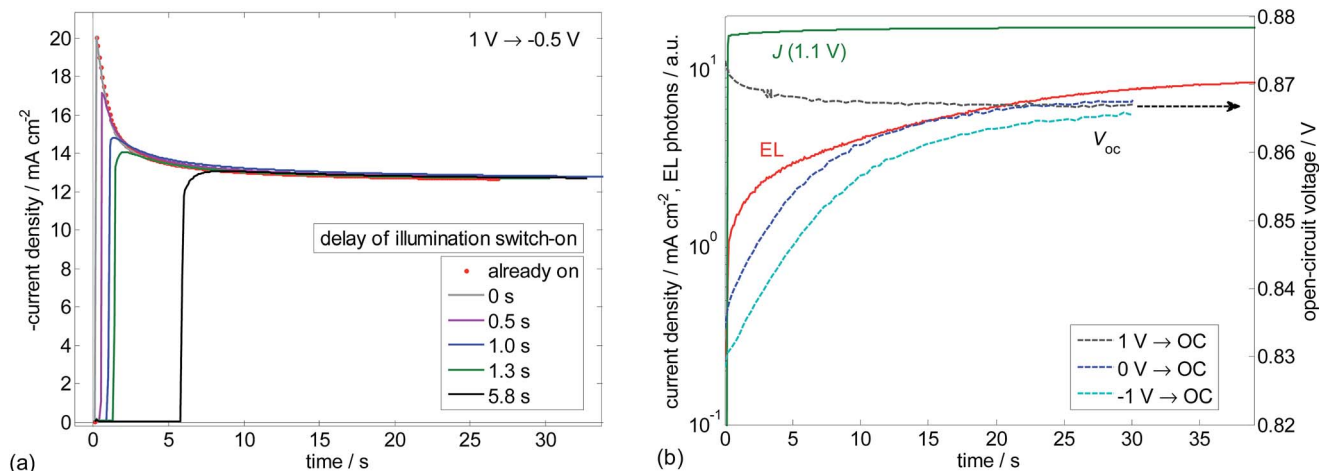 1 V → -0.5 V
-current density / mA cm-2
20
18
16
14
12
10
8
6
4
2
0
delay of illumination switch-on
already on
0 s
0.5 s
1.0 s
1.3 s
5.8 s
0
5
10
15
20
25
30
time / s
(a)
current density / mA cm-2, EL photons / a.u.
10^1
10^0
10^-1
J (1.1 V)
EL
Voc
1 V → OC
0 V → OC
-1 V → OC
0.88
0.87
0.86
0.85
0.84
0.83
0.82
open-circuit voltage / V
0
5
10
15
20
25
30
35
time / s
(b)